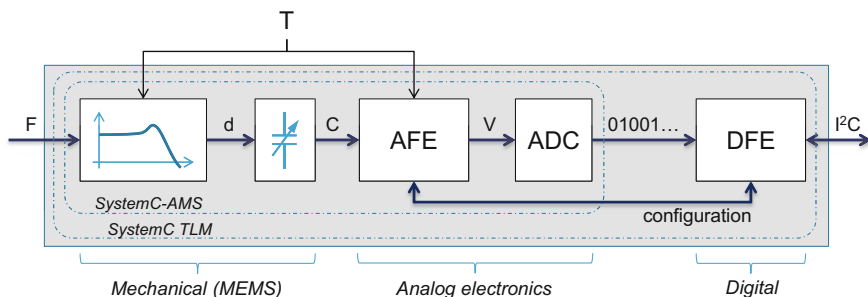 T
F
d
C
AFE
V
ADC
01001...
DFE
I²C
SystemC-AMS
configuration
SystemC TLM
Mechanical (MEMS)
Analog electronics
Digital